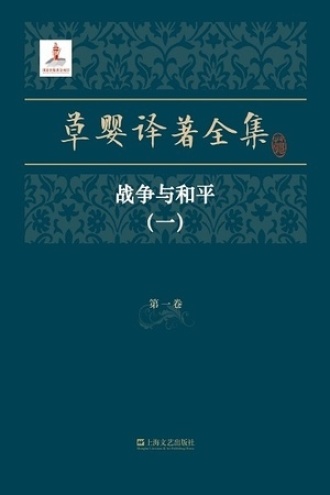 草婴译著全集
战争与和平
(一)
第一卷
上海文艺出版社